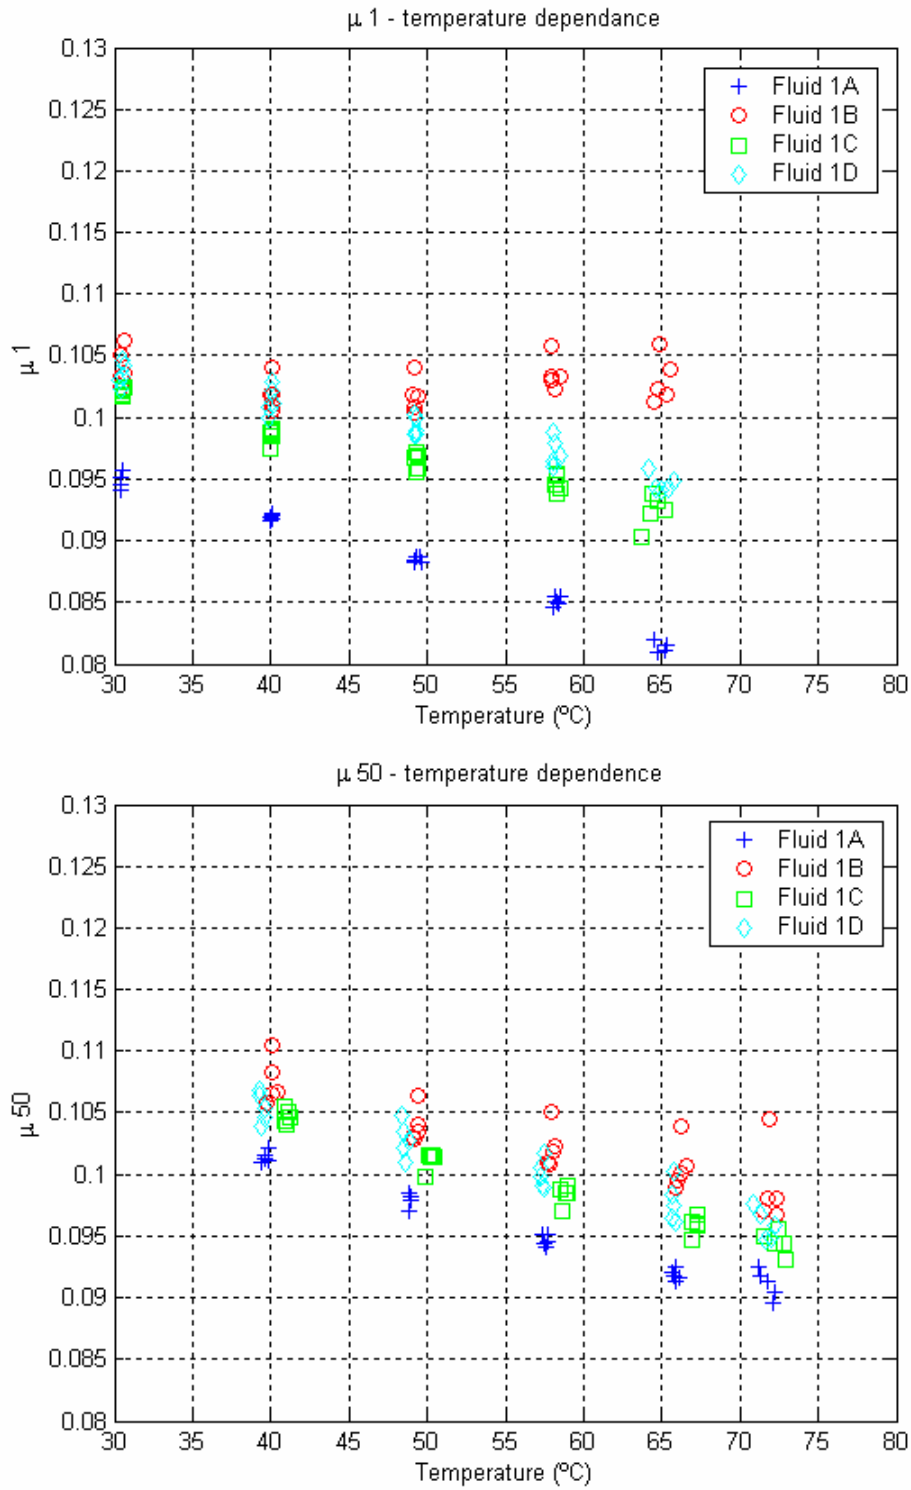 μ 1 - temperature dependance
0.13
0.125
0.12
0.115
0.11
0.105
0.1
0.095
0.09
0.085
0.08
μ 1
Fluid 1A
Fluid 1B
Fluid 1C
Fluid 1D
30 35 40 45 50 55 60 65 70 75 80
Temperature (ºC)
μ 50 - temperature dependence
0.13
0.125
0.12
0.115
0.11
0.105
0.1
0.095
0.09
0.085
0.08
μ 50
Fluid 1A
Fluid 1B
Fluid 1C
Fluid 1D
30 35 40 45 50 55 60 65 70 75 80
Temperature (ºC)